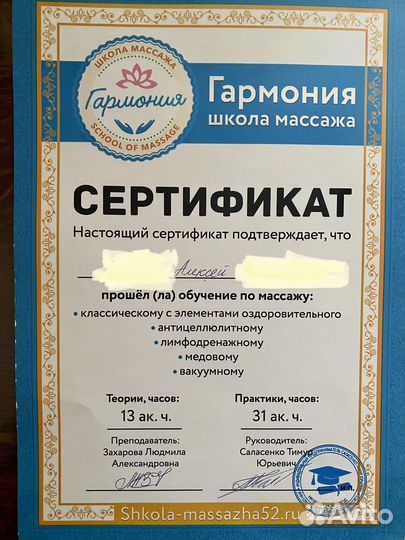 ШКОЛА МАССАЖА
Гармония
SCHOOL OF MASSAGE
Гармония
школа массажа
СЕРТИФИКАТ
Настоящий сертификат подтверждает, что
Алексей
прошёл (ла) обучение по массажу:
• классическому с элементами оздоровительного
• антицеллюлитному
• лимфодренажному
• медовому
• вакуумному
Теории, часов: Практики, часов:
13 ак. ч. 31 ак. ч.
Преподаватель: Руководитель:
Захарова Людмила Саласенко Тимур
Александровна Юрьевич
М.П.
Shkola-massazha52.ru
Avito